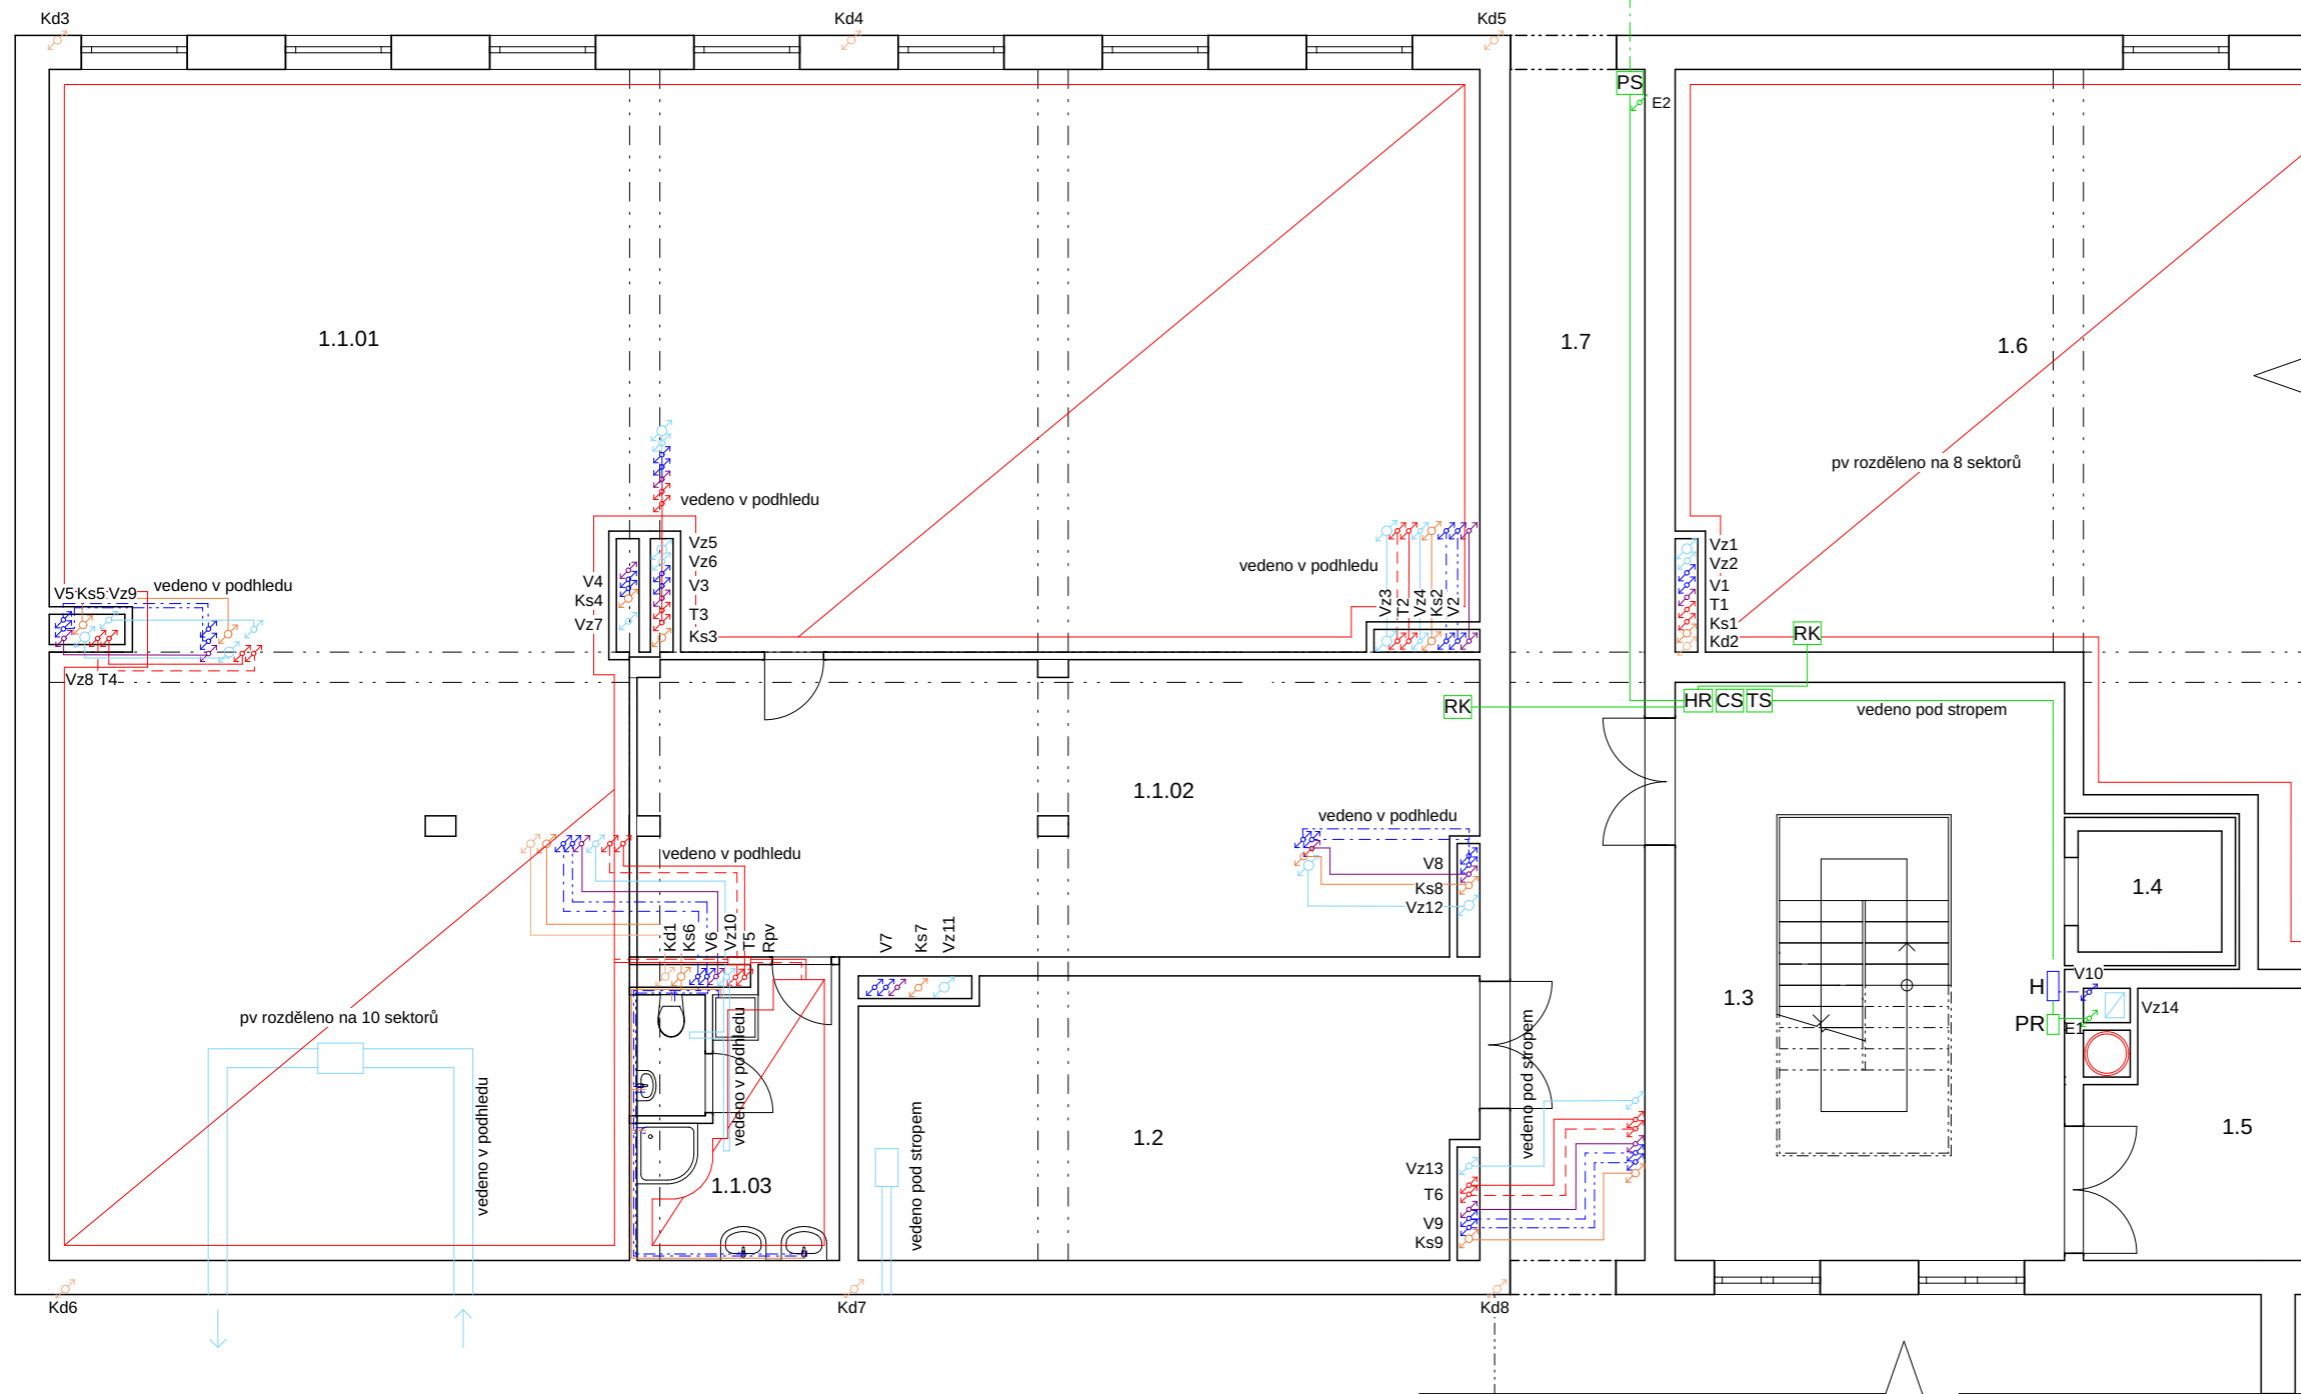 Kd3
Kd4
Kd5
PS
E2
1.1.01
1.7
1.6
pv rozděleno na 8 sektorů
vedeno v podhledu
Vz5
Vz6
V3
T3
Ks3
V4
Ks4
Vz7
vedeno v podhledu
Vz3
T2
Vz4
Ks2
V2
Vz1
Vz2
V1
T1
Ks1
Kd2
V5
Ks5
Vz9
vedeno v podhledu
Vz8
T4
RK
RK
HR
CS
TS
vedeno pod stropem
1.1.02
vedeno v podhledu
V8
Ks8
Vz12
vedeno v podhledu
Kd1
Ks6
V6
Vz10
T5
Rpv
V7
Ks7
Vz11
1.4
1.3
H
V10
PR
E1
Vz14
pv rozděleno na 10 sektorů
vedeno v podhledu
vedeno v podhledu
vedeno pod stropem
vedeno pod stropem
1.2
1.5
1.1.03
Vz13
T6
V9
Ks9
Kd6
Kd7
Kd8